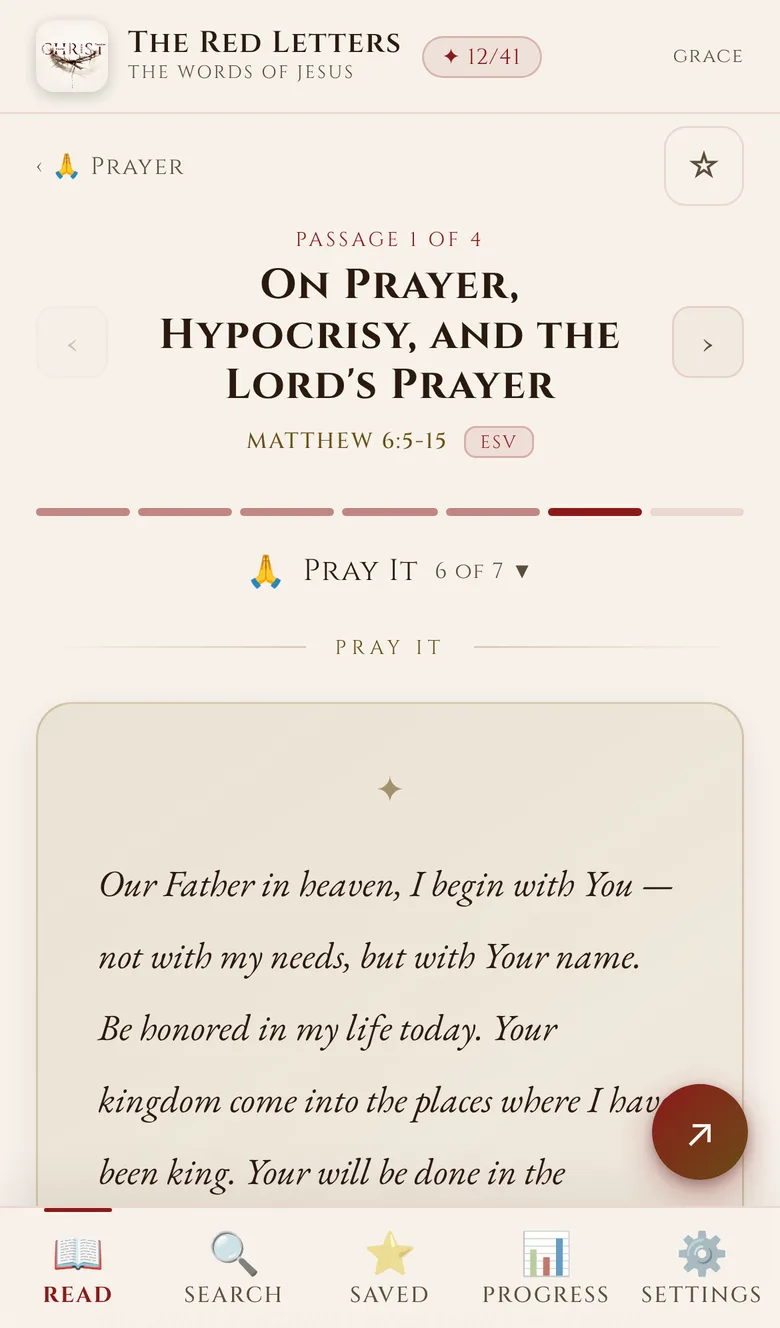 CHRIST
The Red Letters
THE WORDS OF JESUS
✦ 12/41
GRACE
‹ 🙏 Prayer
☆
PASSAGE 1 OF 4
On Prayer,
Hypocrisy, and the
Lord's Prayer
‹
›
MATTHEW 6:5-15 ESV
🙏 Pray It 6 OF 7 ▼
PRAY IT
✦
Our Father in heaven, I begin with You —
not with my needs, but with Your name.
Be honored in my life today. Your
kingdom come into the places where I hav
been king. Your will be done in the
READ
SEARCH
SAVED
PROGRESS
SETTINGS